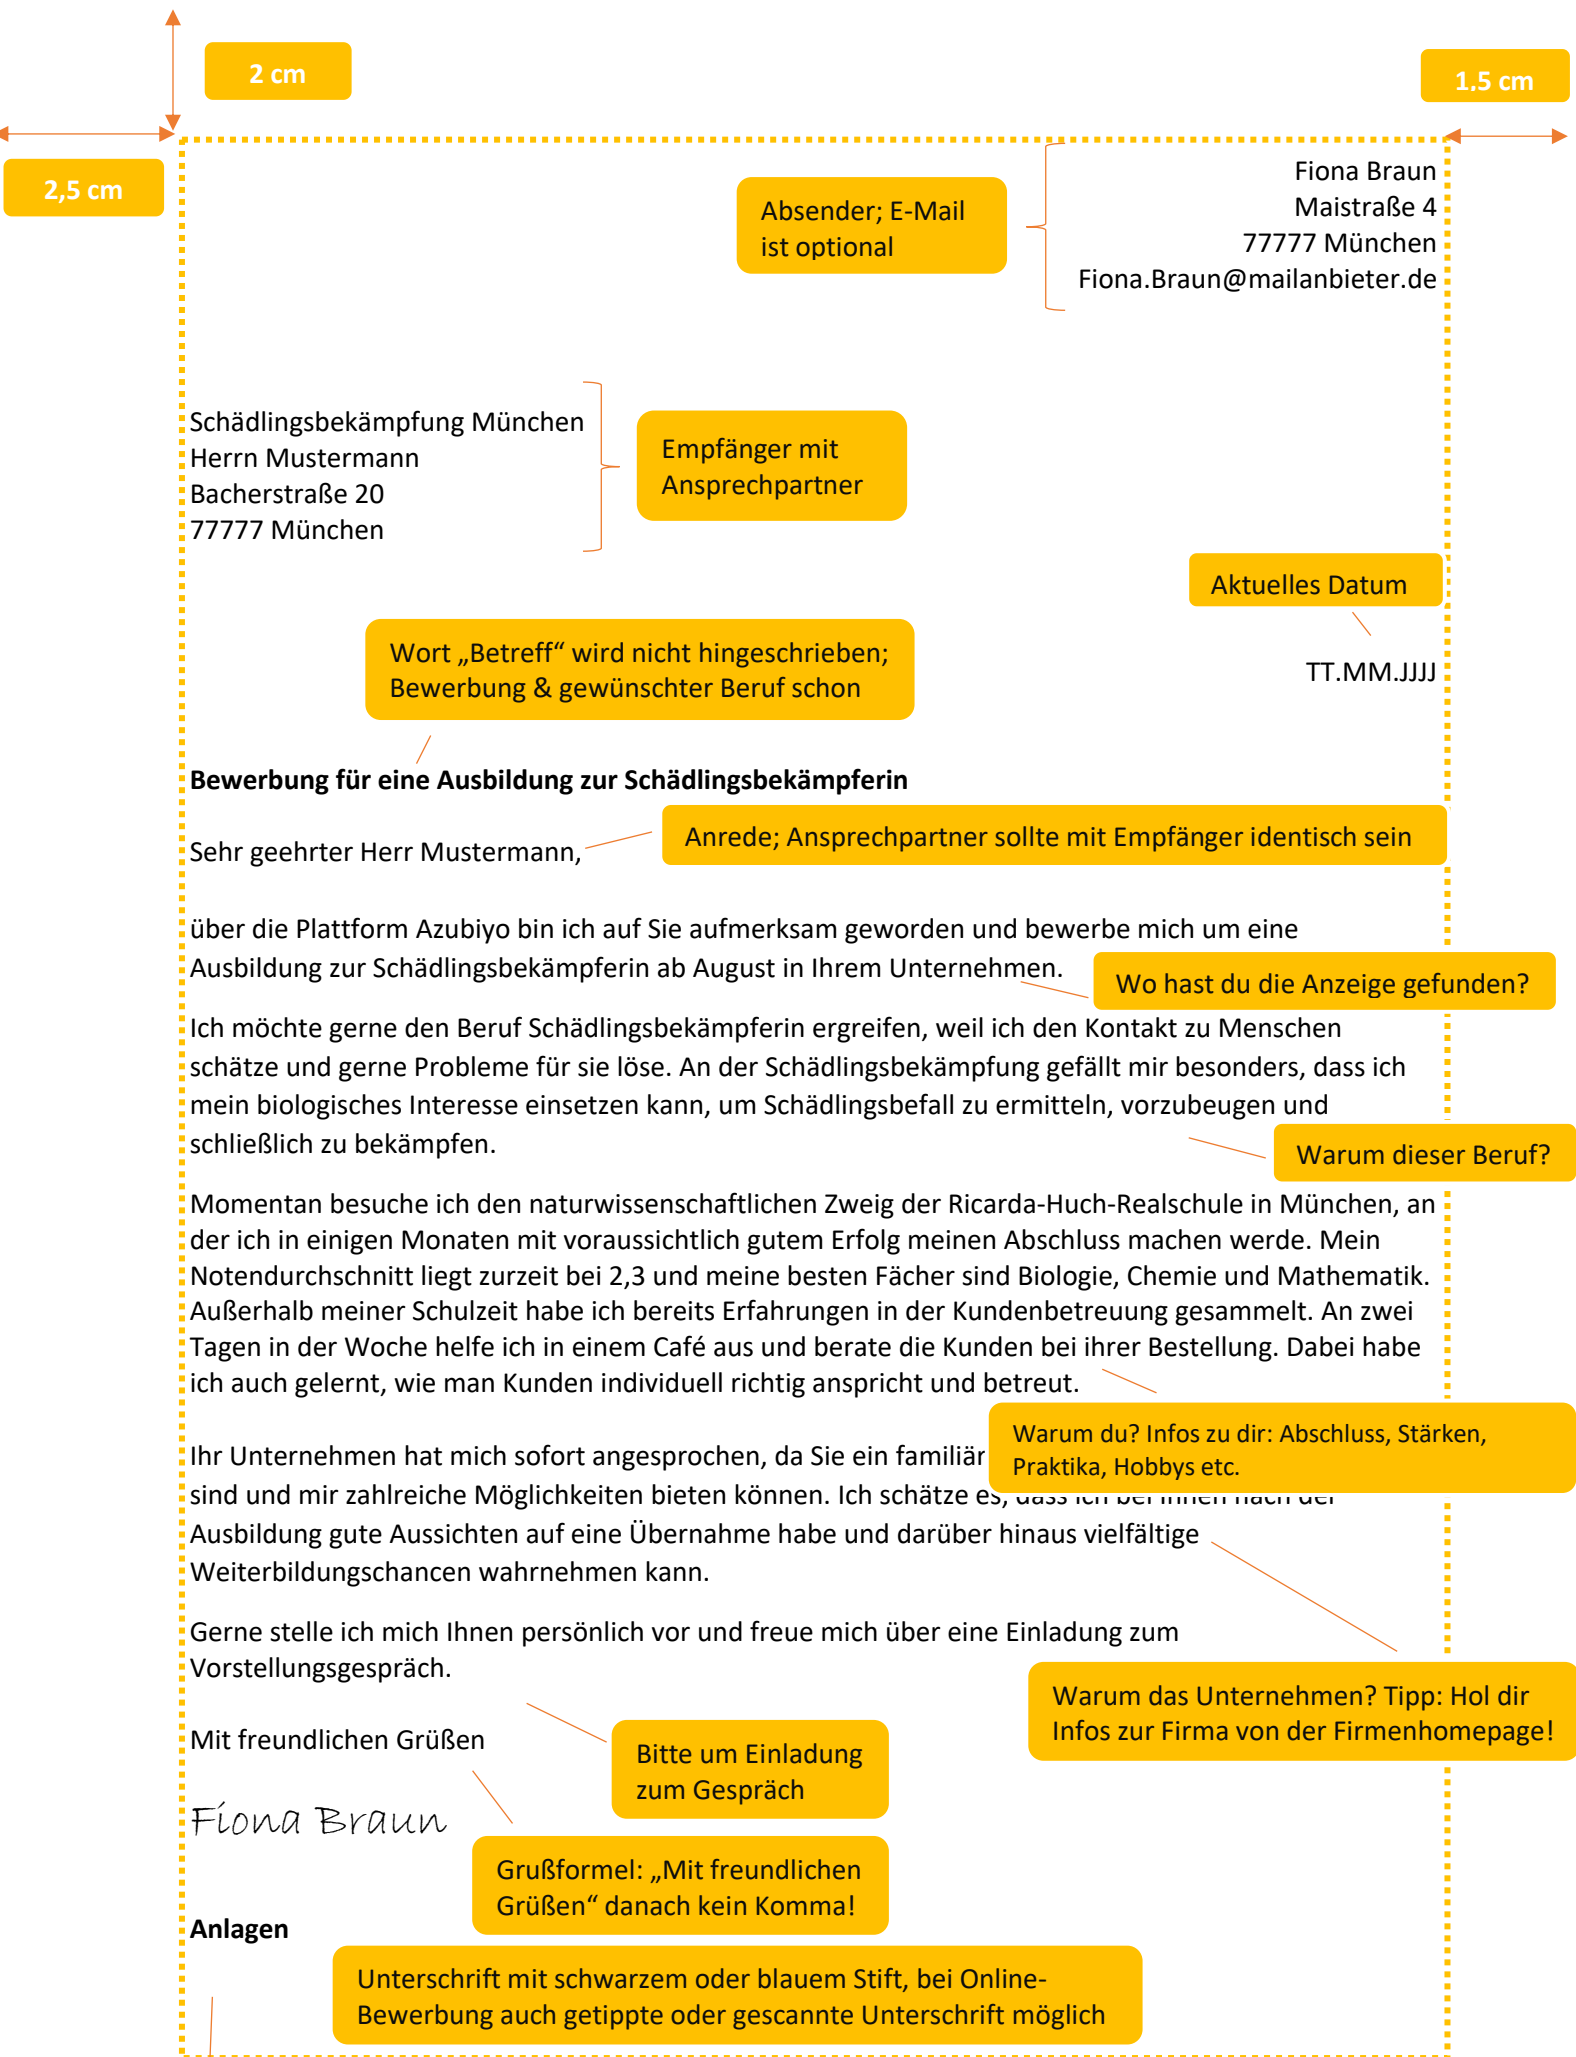 2 cm
1,5 cm
2,5 cm
Fiona Braun
Maistraße 4
77777 München
Fiona.Braun@mailanbieter.de
Absender; E-Mail
ist optional
Schädlingsbekämpfung München
Herrn Mustermann
Bacherstraße 20
77777 München
Empfänger mit
Ansprechpartner
Aktuelles Datum
TT.MM.JJJJ
Wort „Betreff“ wird nicht hingeschrieben;
Bewerbung & gewünschter Beruf schon
Bewerbung für eine Ausbildung zur Schädlingsbekämpferin
Anrede; Ansprechpartner sollte mit Empfänger identisch sein
Sehr geehrter Herr Mustermann,
über die Plattform Azubiyo bin ich auf Sie aufmerksam geworden und bewerbe mich um eine
Ausbildung zur Schädlingsbekämpferin ab August in Ihrem Unternehmen.
Wo hast du die Anzeige gefunden?
Ich möchte gerne den Beruf Schädlingsbekämpferin ergreifen, weil ich den Kontakt zu Menschen
schätze und gerne Probleme für sie löse. An der Schädlingsbekämpfung gefällt mir besonders, dass ich
mein biologisches Interesse einsetzen kann, um Schädlingsbefall zu ermitteln, vorzubeugen und
schließlich zu bekämpfen.
Warum dieser Beruf?
Momentan besuche ich den naturwissenschaftlichen Zweig der Ricarda-Huch-Realschule in München, an
der ich in einigen Monaten mit voraussichtlich gutem Erfolg meinen Abschluss machen werde. Mein
Notendurchschnitt liegt zurzeit bei 2,3 und meine besten Fächer sind Biologie, Chemie und Mathematik.
Außerhalb meiner Schulzeit habe ich bereits Erfahrungen in der Kundenbetreuung gesammelt. An zwei
Tagen in der Woche helfe ich in einem Café aus und berate die Kunden bei ihrer Bestellung. Dabei habe
ich auch gelernt, wie man Kunden individuell richtig anspricht und betreut.
Warum du? Infos zu dir: Abschluss, Stärken,
Praktika, Hobbys etc.
Ihr Unternehmen hat mich sofort angesprochen, da Sie ein familiär
sind und mir zahlreiche Möglichkeiten bieten können. Ich schätze es, dass ich bei Ihnen nach der
Ausbildung gute Aussichten auf eine Übernahme habe und darüber hinaus vielfältige
Weiterbildungschancen wahrnehmen kann.
Gerne stelle ich mich Ihnen persönlich vor und freue mich über eine Einladung zum
Vorstellungsgespräch.
Warum das Unternehmen? Tipp: Hol dir
Infos zur Firma von der Firmenhomepage!
Mit freundlichen Grüßen
Bitte um Einladung
zum Gespräch
Fiona Braun
Grußformel: „Mit freundlichen
Grüßen“ danach kein Komma!
Anlagen
Unterschrift mit schwarzem oder blauem Stift, bei Online-
Bewerbung auch getippte oder gescannte Unterschrift möglich